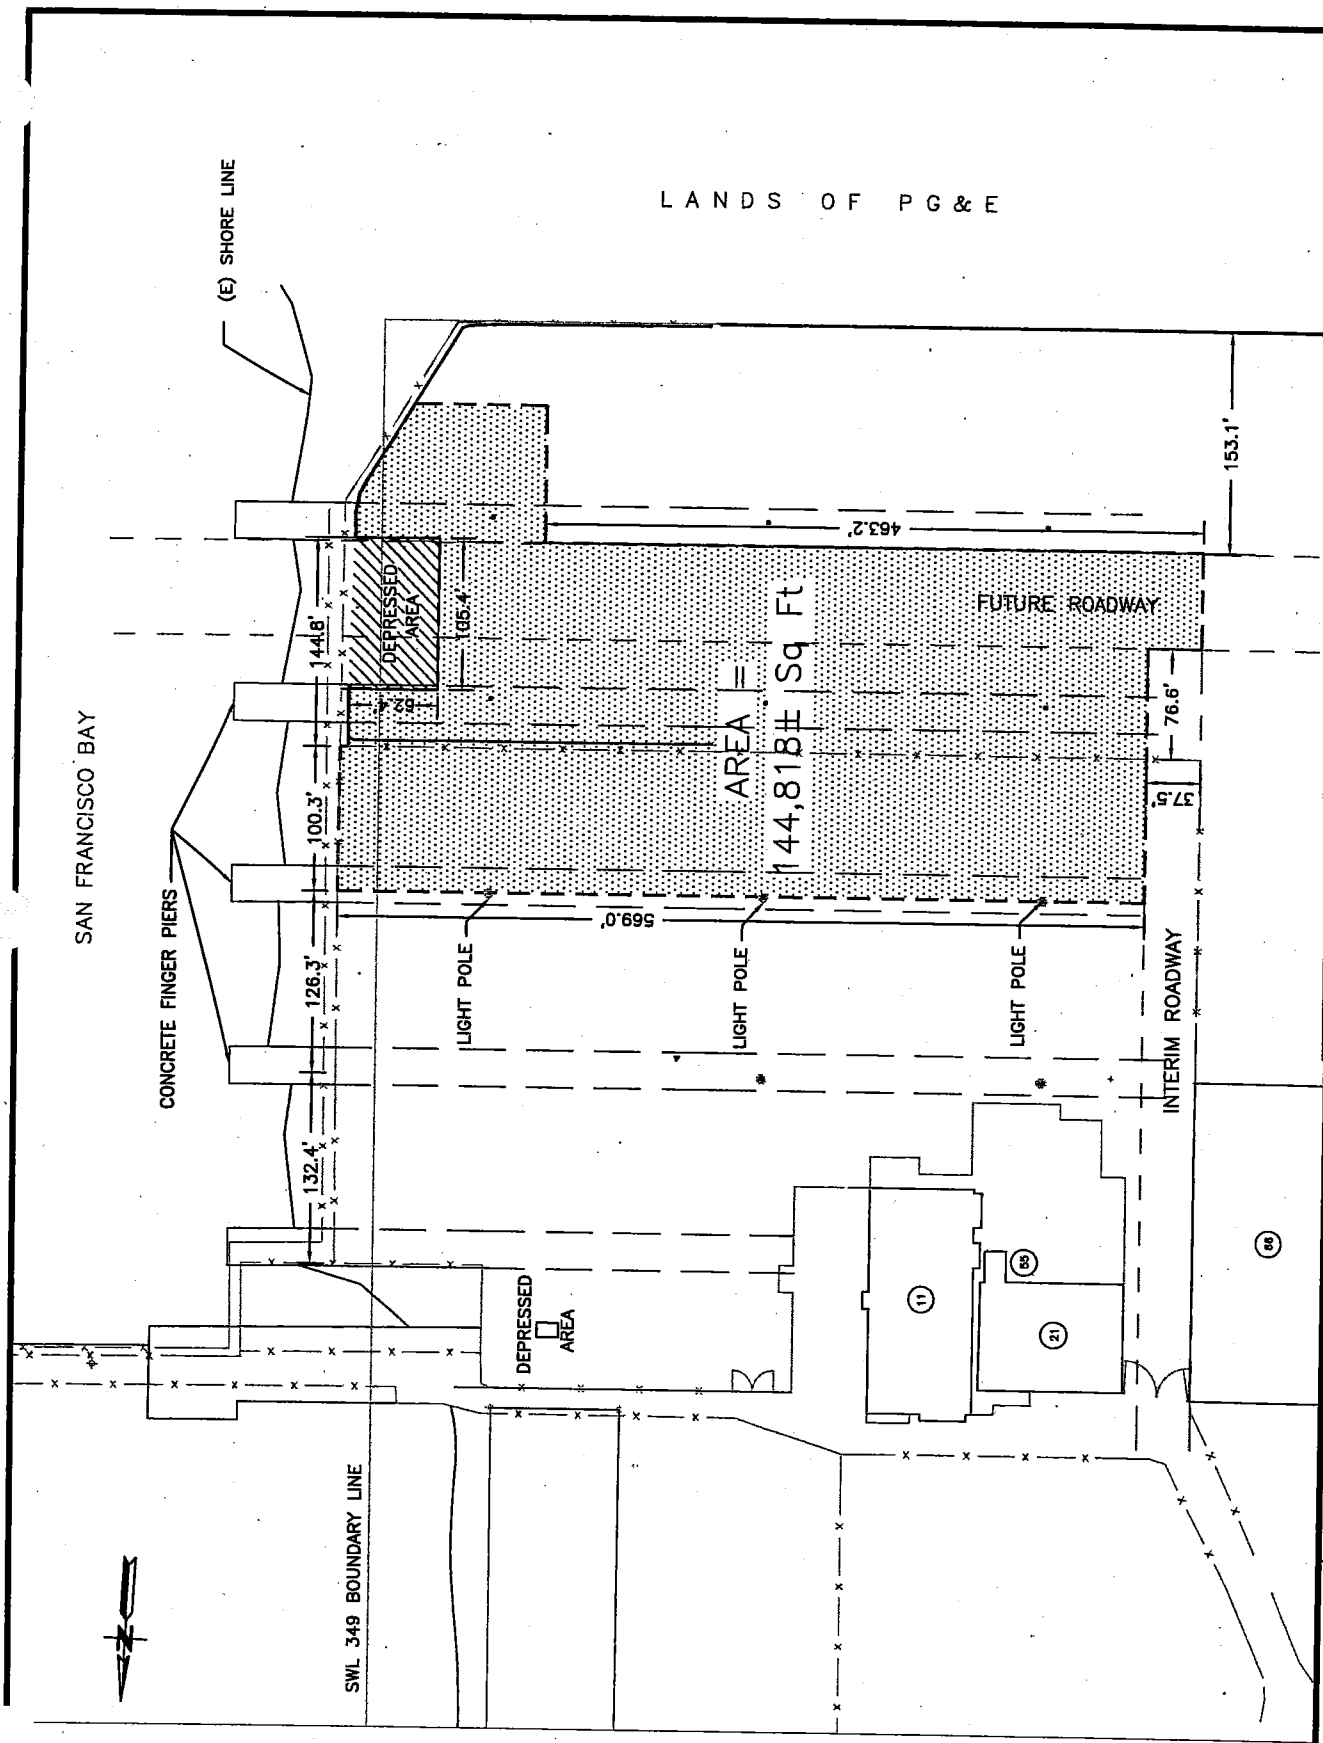 LANDS OF PG&E
(E) SHORE LINE
SAN FRANCISCO BAY
CONCRETE FINGER PIERS
144.8'
100.3'
126.3'
132.4'
DEPRESSED
AREA
105.4'
62.4'
463.2'
153.1'
FUTURE ROADWAY
AREA =
144,818± Sq Ft
76.6'
37.5'
569.0'
LIGHT POLE
LIGHT POLE
LIGHT POLE
INTERIM ROADWAY
DEPRESSED
AREA
11
55
21
66
SWL 349 BOUNDARY LINE
N